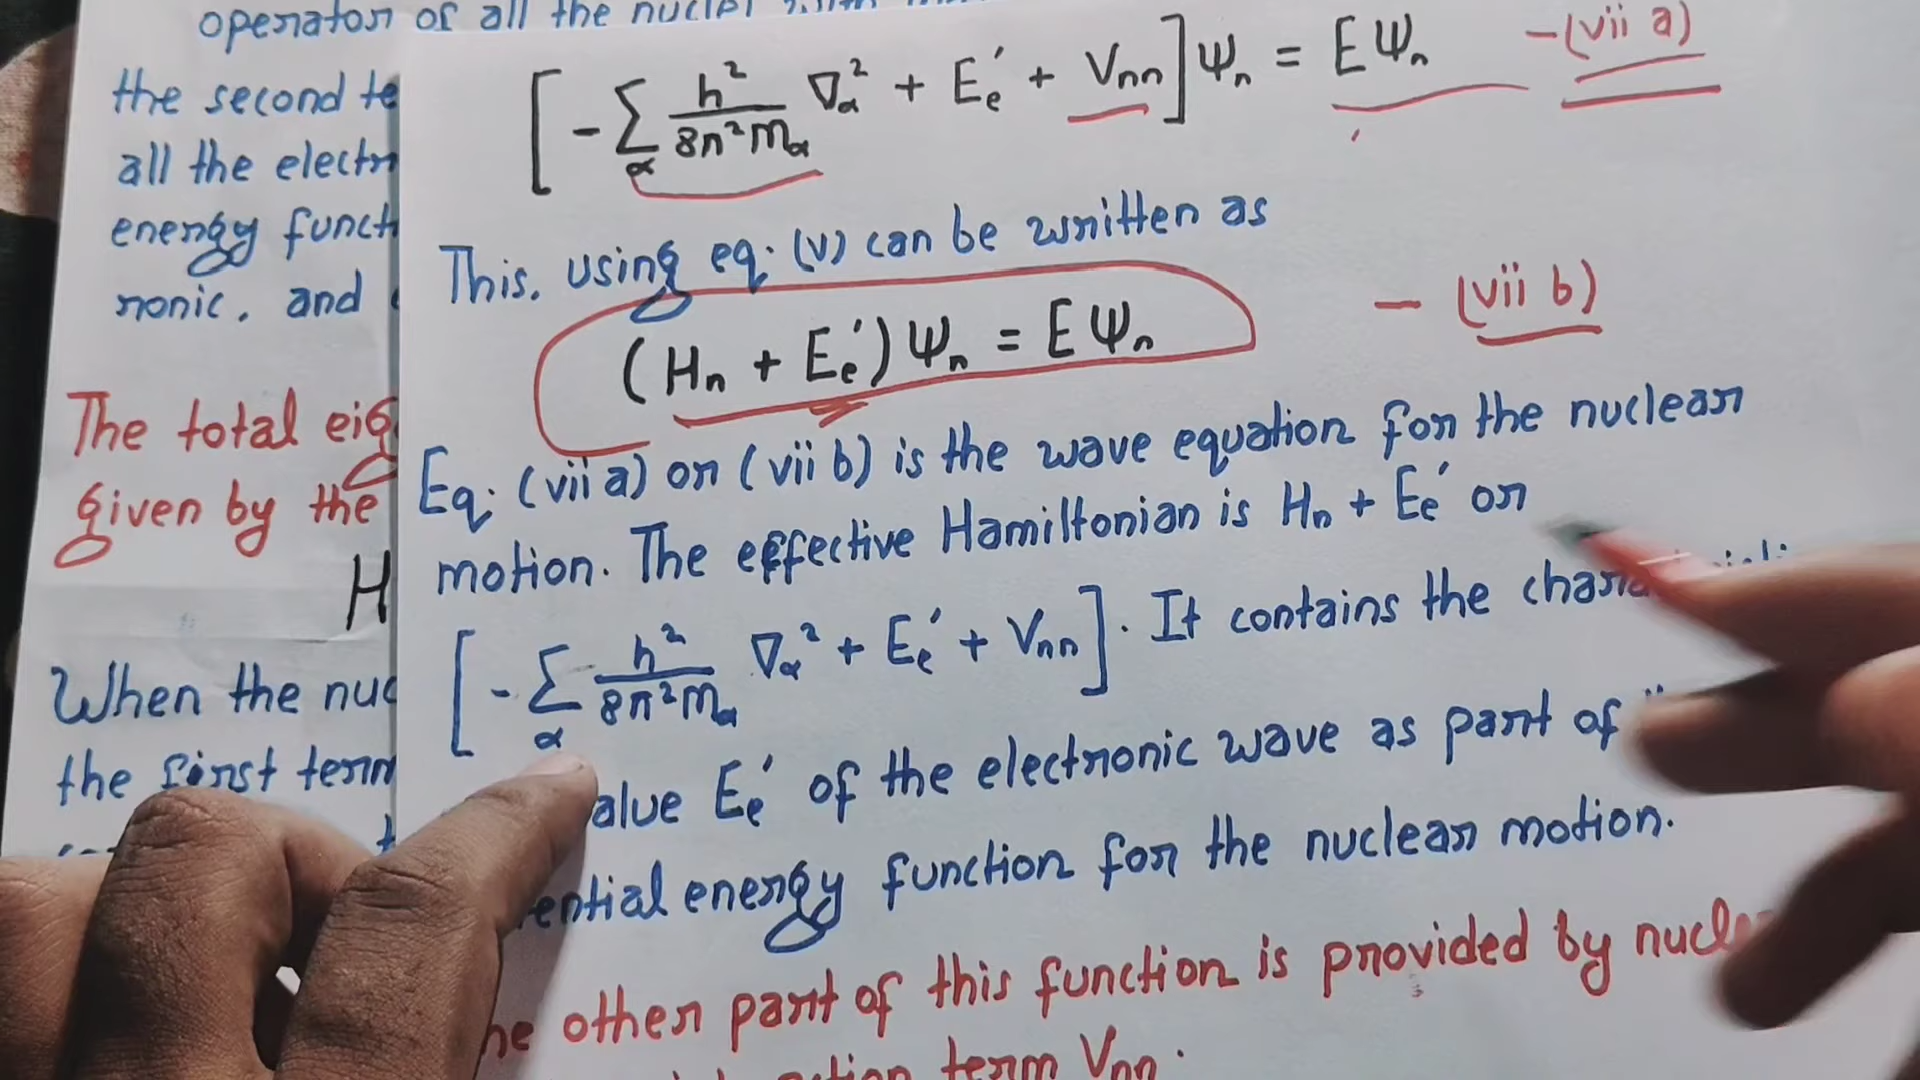 operator of all the nuclei with
the second te
all the electr
energy funct
ronic, and
The total eig
given by the
H
When the nuc
the first term
[-∑α h²/8π²mα ∇α² + Ee′ + Vnn] Ψn = EΨn -(vii a)
This, using eq. (v) can be written as
(Hn + Ee′) Ψn = EΨn - (vii b)
Eq. (vii a) or (vii b) is the wave equation for the nuclear
motion. The effective Hamiltonian is Hn + Ee′ or
[-∑α h²/8π²mα ∇α² + Ee′ + Vnn]. It contains the
alue Ee′ of the electronic wave as part of
ential energy function for the nuclear motion.
he other part of this function is provided by nucle
term Vnn.